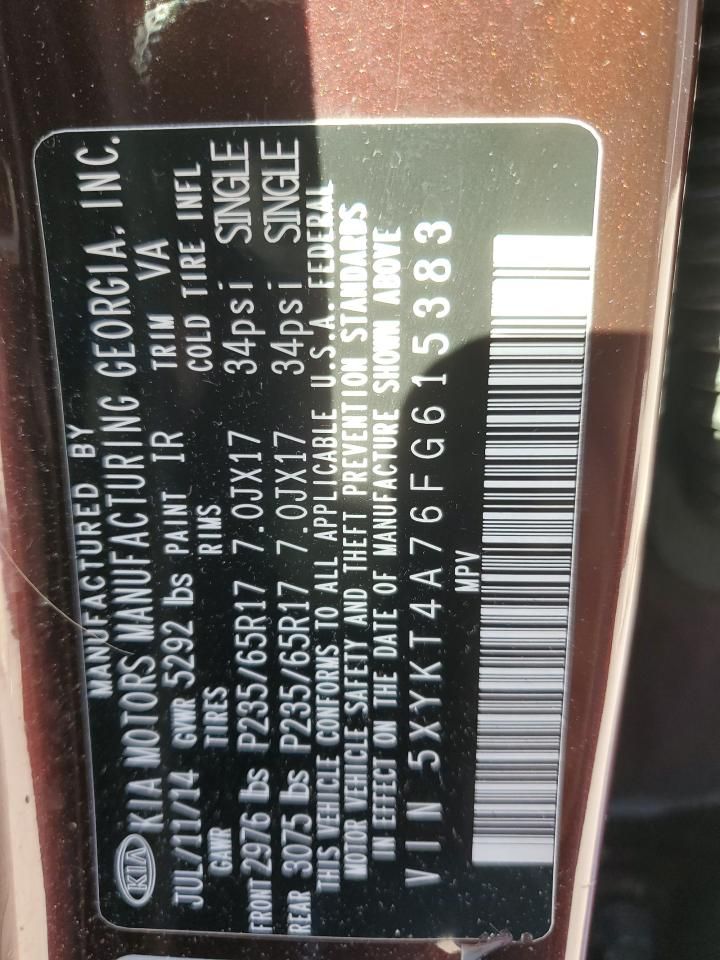 MANUFACTURED BY
KIA KIA MOTORS MANUFACTURING GEORGIA, INC.
JUL/11/14 GVWR 5292 lbs PAINT IR TRIM VA
GAWR TIRES RIMS COLD TIRE INFL
FRONT 2976 lbs P235/65R17 7.0JX17 34psi SINGLE
REAR 3075 lbs P235/65R17 7.0JX17 34psi SINGLE
THIS VEHICLE CONFORMS TO ALL APPLICABLE U.S.A. FEDERAL
MOTOR VEHICLE SAFETY AND THEFT PREVENTION STANDARDS
IN EFFECT ON THE DATE OF MANUFACTURE SHOWN ABOVE
VIN 5XYKT4A76FG615383
MPV